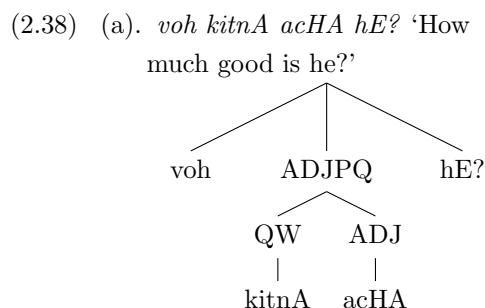 (2.38) (a). voh kitnA acHA hE? ‘How
much good is he?’
voh ADJPQ hE?
QW ADJ
kitnA acHA